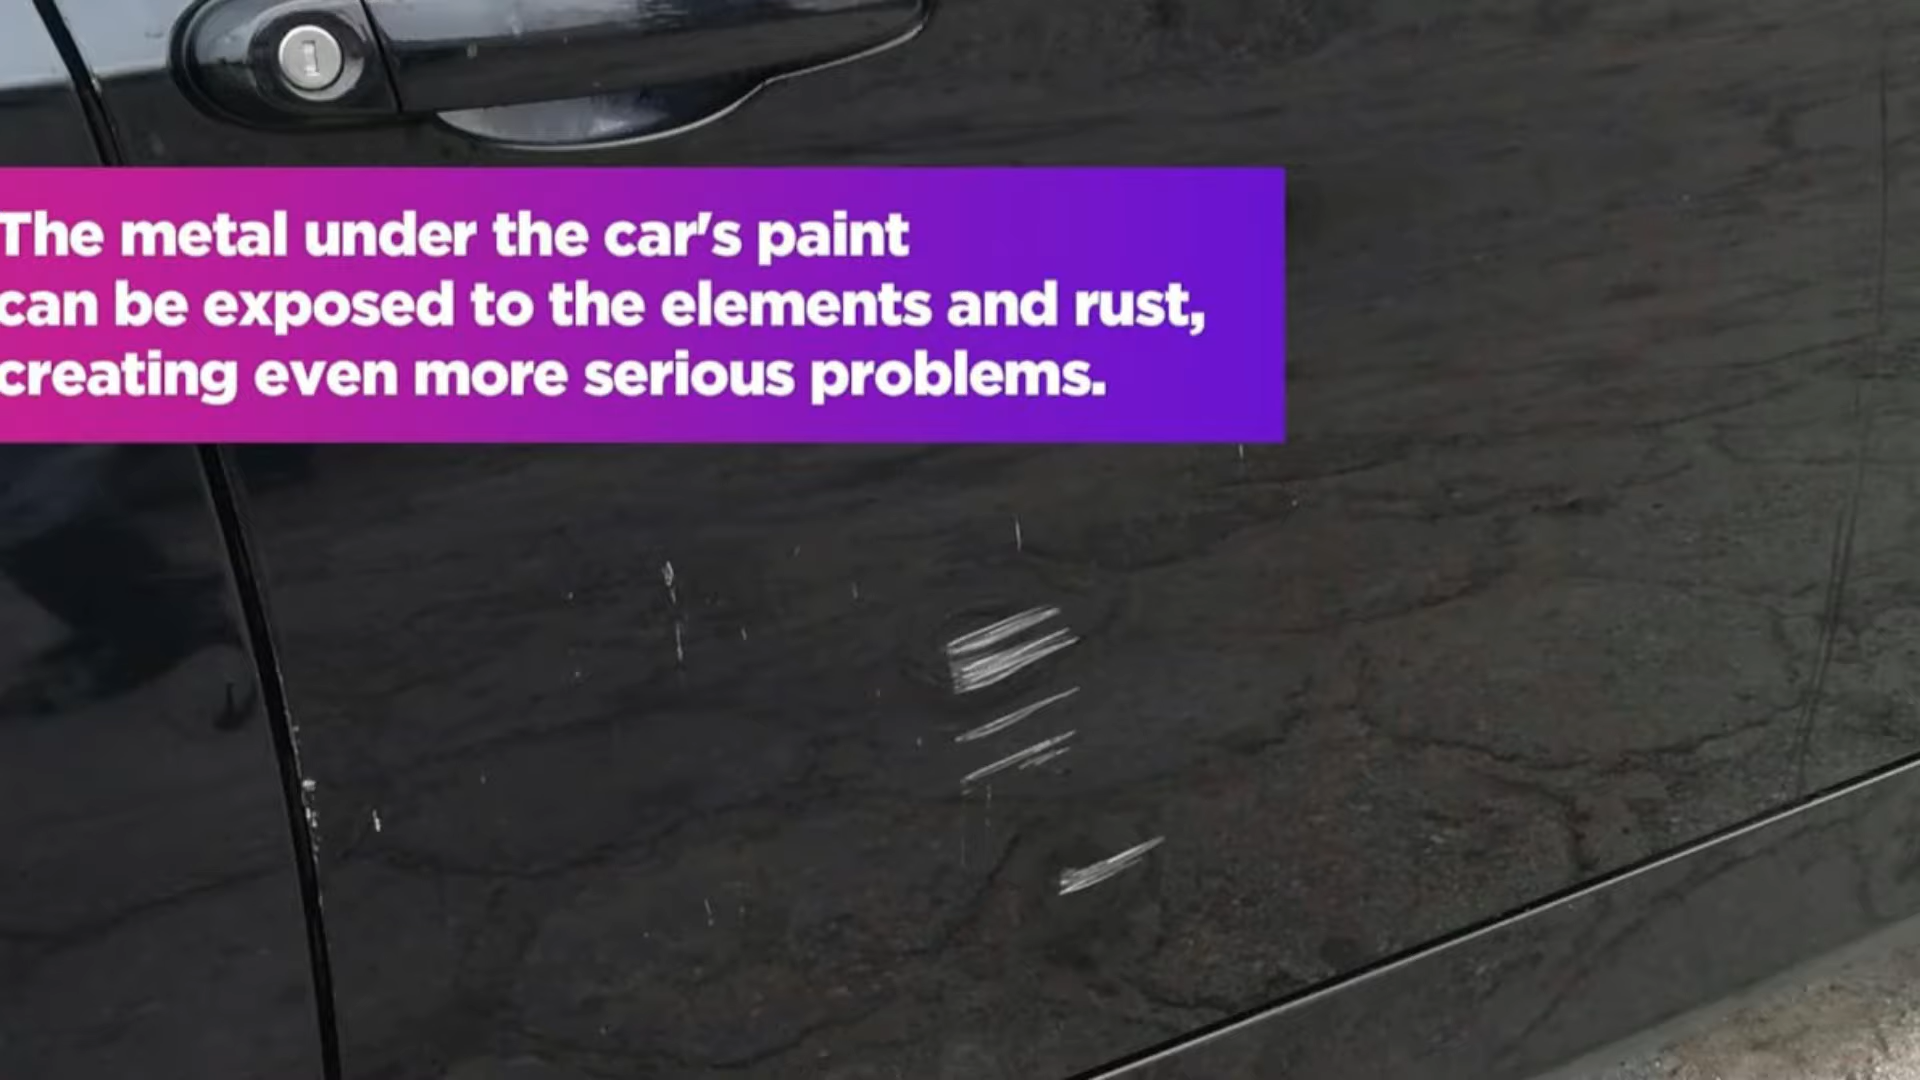 The metal under the car's paint
can be exposed to the elements and rust,
creating even more serious problems.